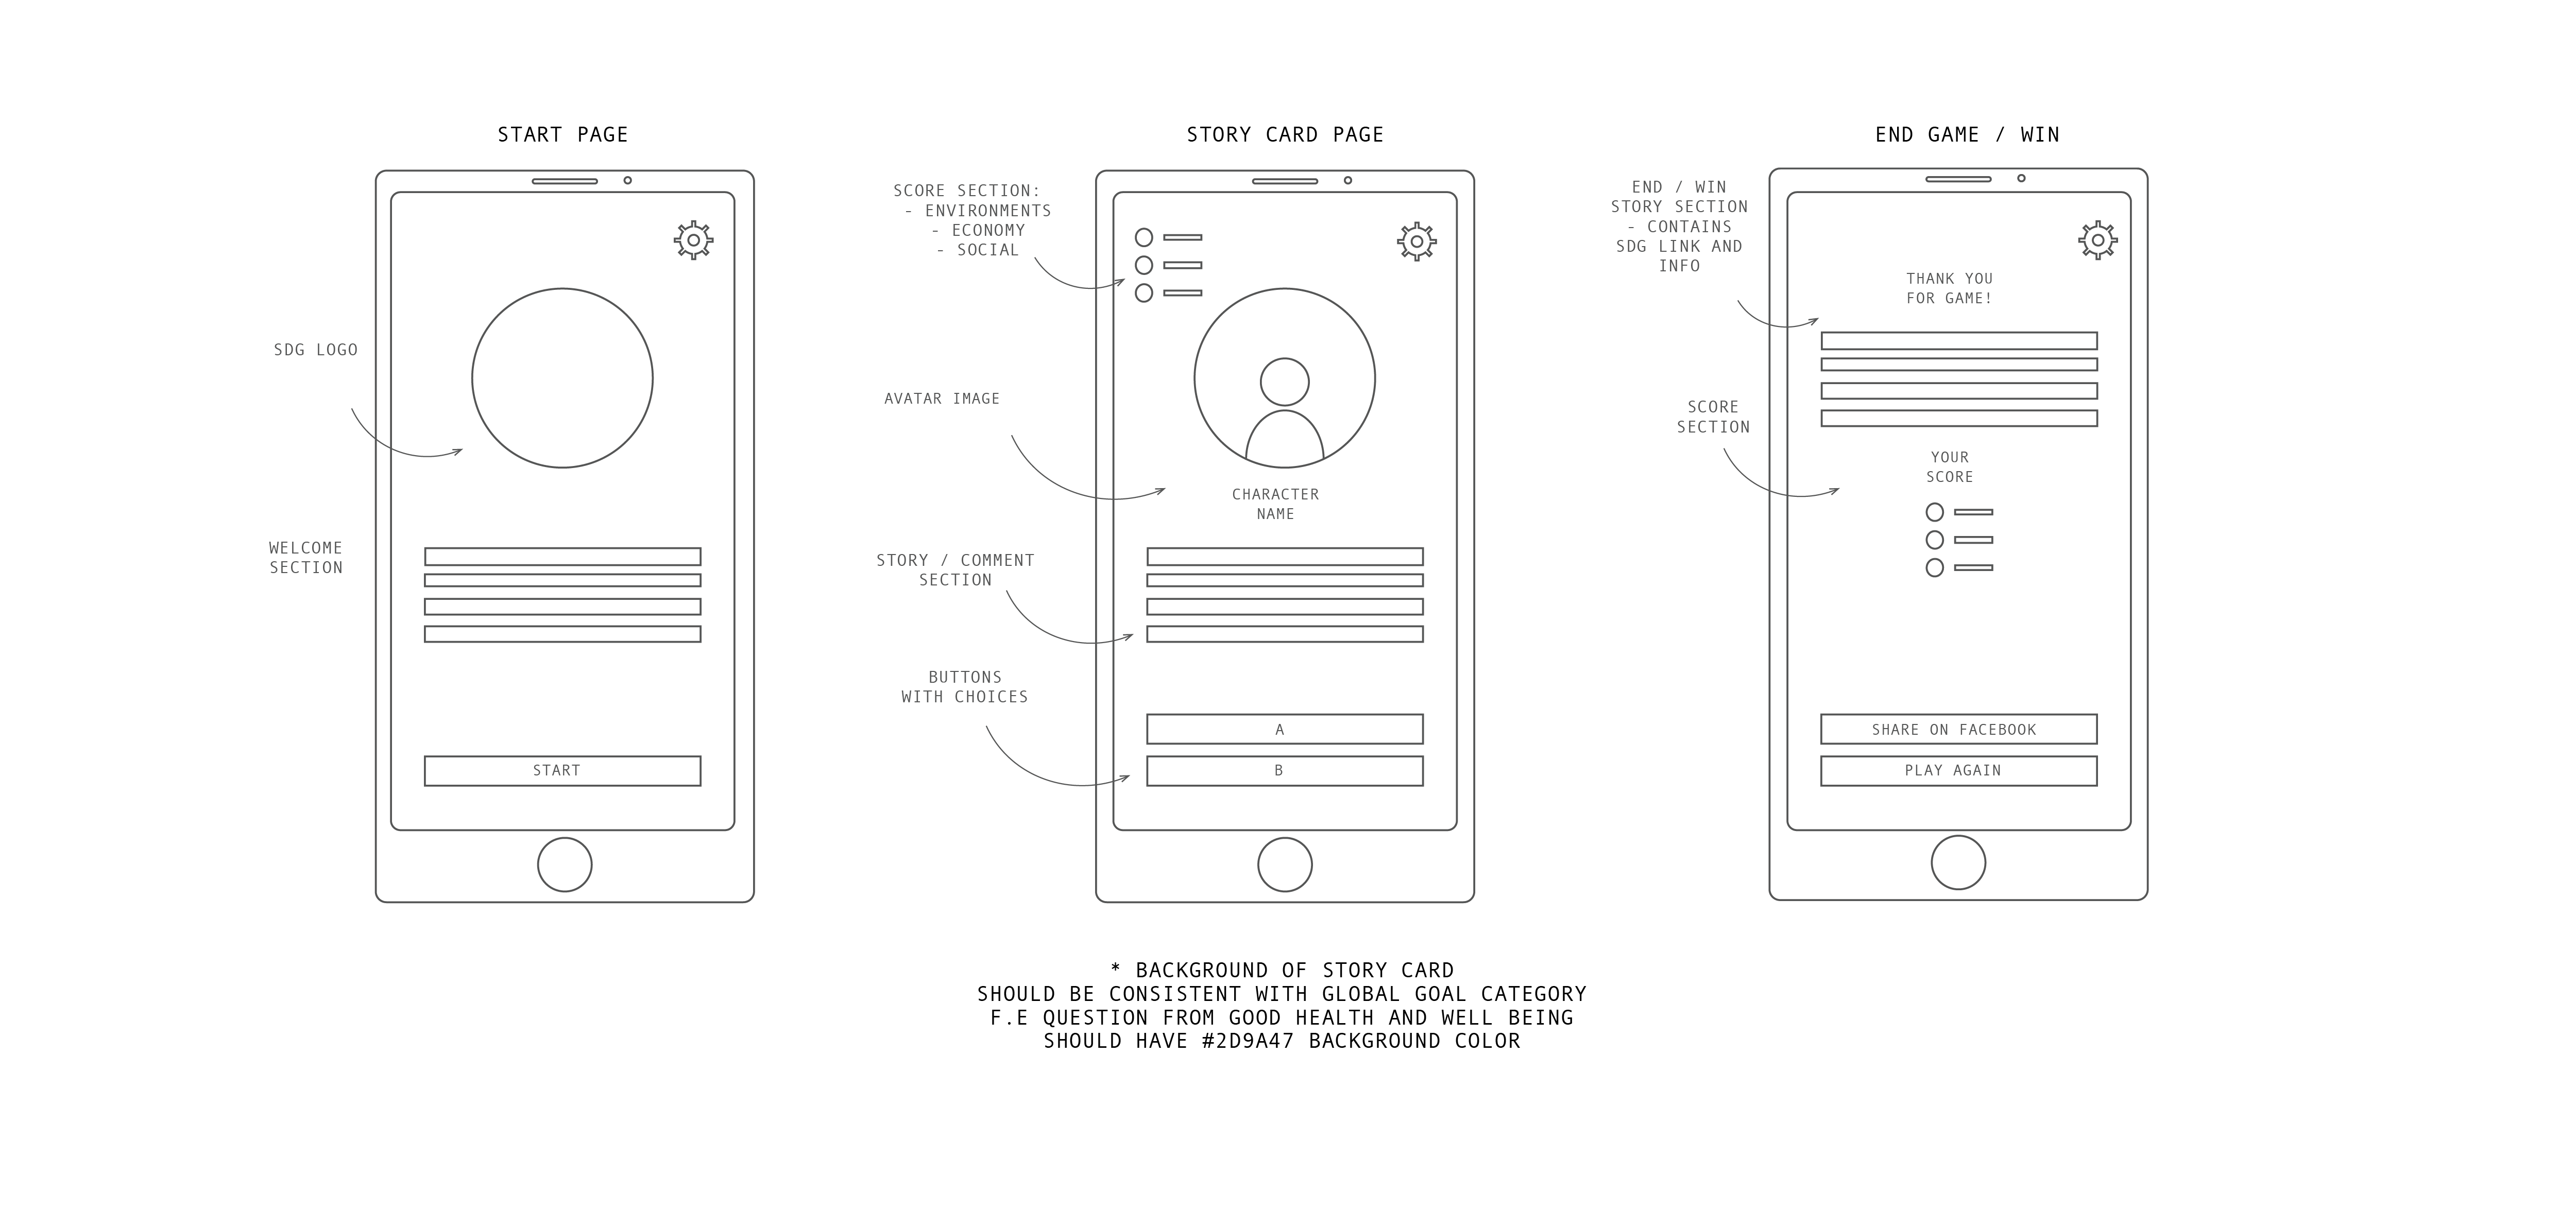 START PAGE
SDG LOGO
WELCOME
SECTION
START
STORY CARD PAGE
SCORE SECTION:
- ENVIRONMENTS
- ECONOMY
- SOCIAL
AVATAR IMAGE
CHARACTER
NAME
STORY / COMMENT
SECTION
BUTTONS
WITH CHOICES
A
B
END GAME / WIN
END / WIN
STORY SECTION
- CONTAINS
SDG LINK AND
INFO
THANK YOU
FOR GAME!
SCORE
SECTION
YOUR
SCORE
SHARE ON FACEBOOK
PLAY AGAIN
* BACKGROUND OF STORY CARD
SHOULD BE CONSISTENT WITH GLOBAL GOAL CATEGORY
F.E QUESTION FROM GOOD HEALTH AND WELL BEING
SHOULD HAVE #2D9A47 BACKGROUND COLOR